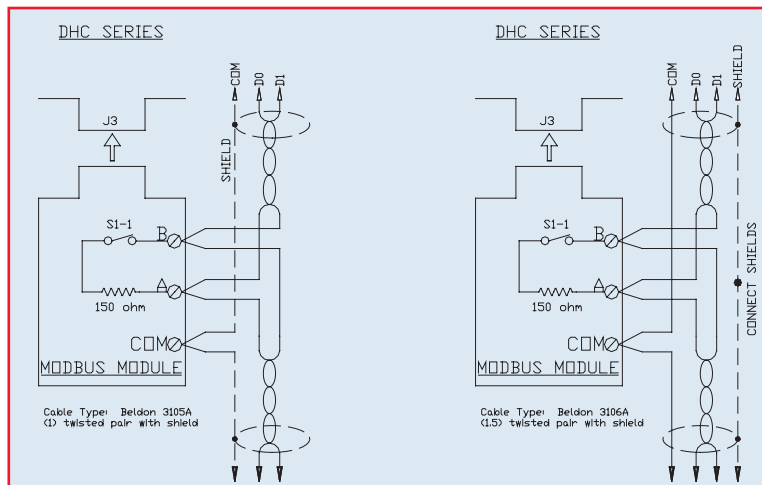 DHC SERIES
COM
D0
D1
J3
SHIELD
S1-1
B
A
150 ohm
COM
MODBUS MODULE
Cable Type: Beldon 3105A
(1) twisted pair with shield
DHC SERIES
COM
D0
D1
SHIELD
J3
S1-1
B
A
150 ohm
COM
MODBUS MODULE
CONNECT SHIELDS
Cable Type: Beldon 3106A
(1.5) twisted pair with shield